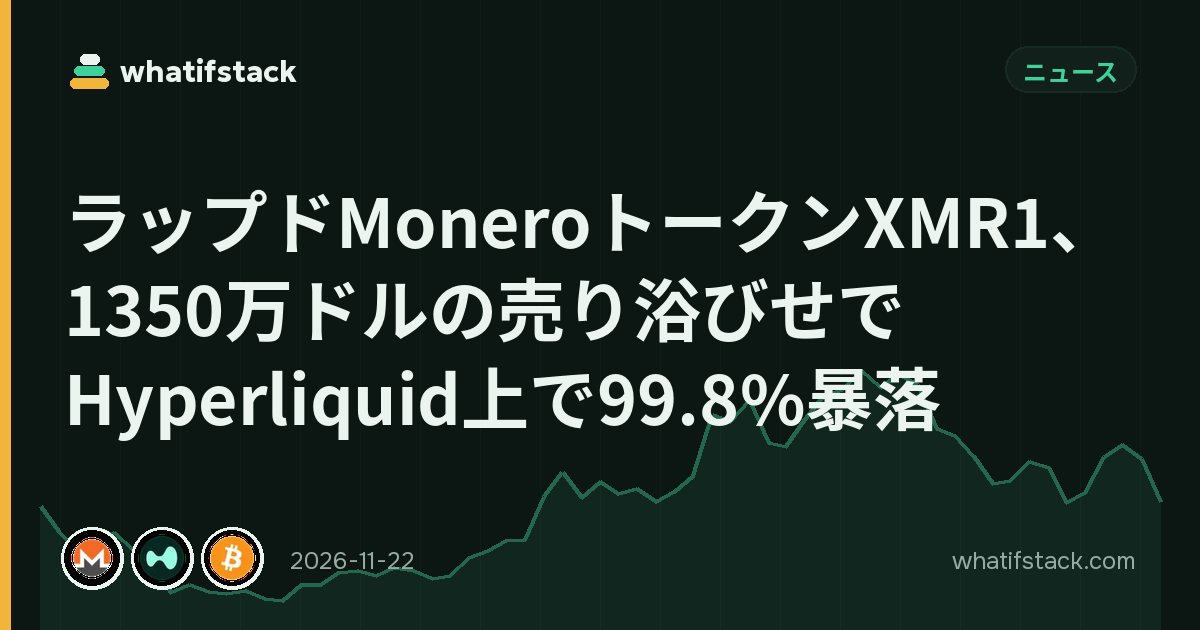 whatifstack
ニュース
ラップドMoneroトークンXMR1、
1350万ドルの売り浴びせで
Hyperliquid上で99.8%暴落
2026-11-22
whatifstack.com